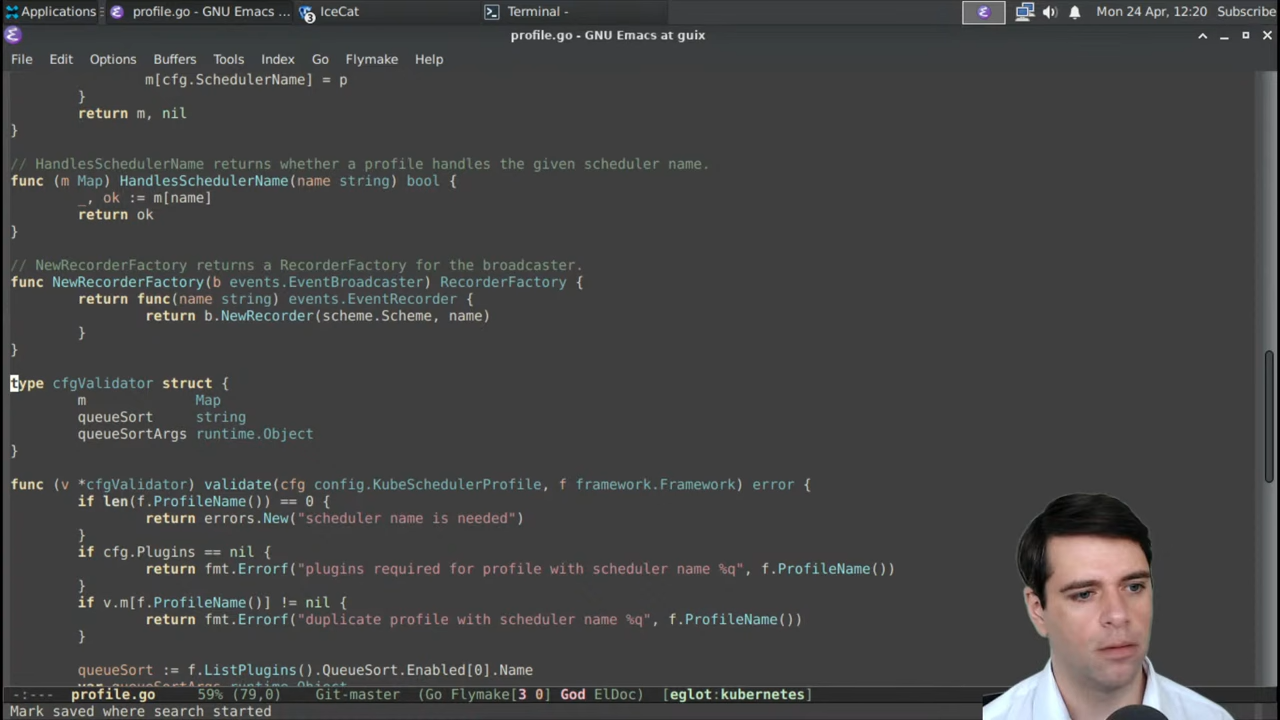 Applications profile.go - GNU Emacs ... 3 IceCat Terminal - Mon 24 Apr, 12:20 Subscribe
profile.go - GNU Emacs at guix
File Edit Options Buffers Tools Index Go Flymake Help
m[cfg.SchedulerName] = p
}
return m, nil
}
// HandlesSchedulerName returns whether a profile handles the given scheduler name.
func (m Map) HandlesSchedulerName(name string) bool {
_, ok := m[name]
return ok
}
// NewRecorderFactory returns a RecorderFactory for the broadcaster.
func NewRecorderFactory(b events.EventBroadcaster) RecorderFactory {
return func(name string) events.EventRecorder {
return b.NewRecorder(scheme.Scheme, name)
}
}
type cfgValidator struct {
m Map
queueSort string
queueSortArgs runtime.Object
}
func (v *cfgValidator) validate(cfg config.KubeSchedulerProfile, f framework.Framework) error {
if len(f.ProfileName()) == 0 {
return errors.New("scheduler name is needed")
}
if cfg.Plugins == nil {
return fmt.Errorf("plugins required for profile with scheduler name %q", f.ProfileName())
}
if v.m[f.ProfileName()] != nil {
return fmt.Errorf("duplicate profile with scheduler name %q", f.ProfileName())
}
queueSort := f.ListPlugins().QueueSort.Enabled[0].Name
var queueSortArgs runtime.Object
-:--- profile.go 59% (79,0) Git-master (Go Flymake[3 0] God ElDoc) [eglot:kubernetes]
Mark saved where search started